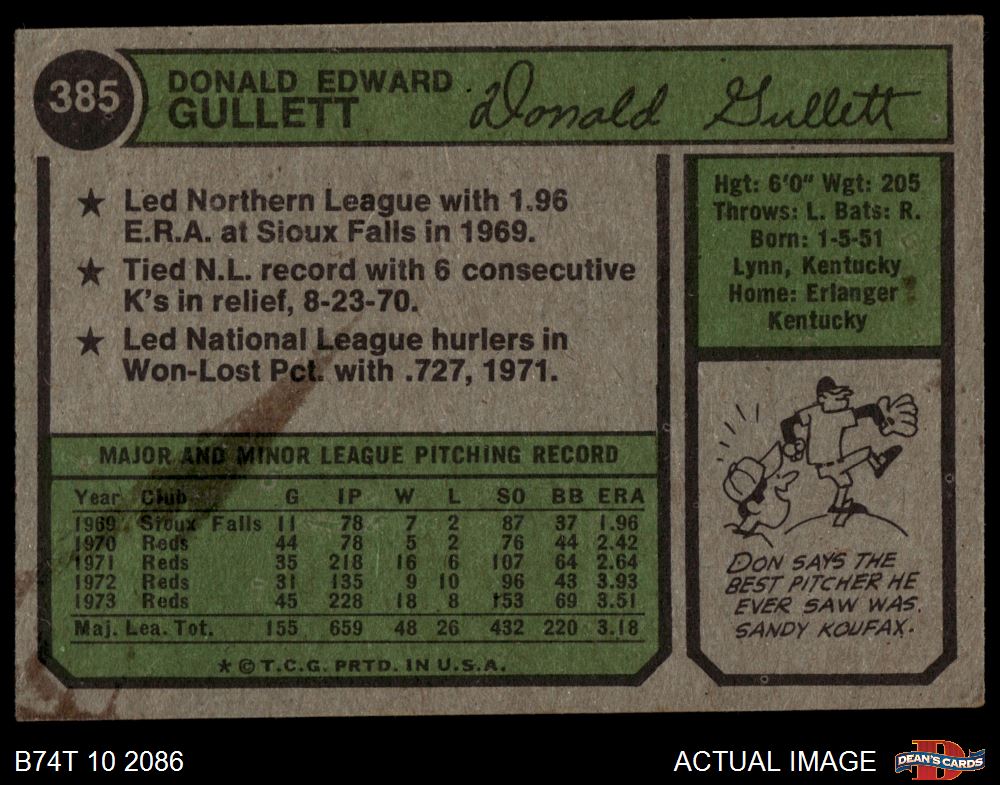 385
DONALD EDWARD
GULLETT
Donald Gullett
★ Led Northern League with 1.96
E.R.A. at Sioux Falls in 1969.
★ Tied N.L. record with 6 consecutive
K's in relief, 8-23-70.
★ Led National League hurlers in
Won-Lost Pct. with .727, 1971.
Hgt: 6'0" Wgt: 205
Throws: L. Bats: R.
Born: 1-5-51
Lynn, Kentucky
Home: Erlanger
Kentucky
MAJOR AND MINOR LEAGUE PITCHING RECORD
Year Club G IP W L SO BB ERA
1969 Sioux Falls 11 78 7 2 87 37 1.96
1970 Reds 44 78 5 2 76 44 2.42
1971 Reds 35 218 16 6 107 64 2.64
1972 Reds 31 135 9 10 96 43 3.93
1973 Reds 45 228 18 8 153 69 3.51
Maj. Lea. Tot. 155 659 48 26 432 220 3.18
★ © T.C.G. PRTD. IN U.S.A.
DON SAYS THE
BEST PITCHER HE
EVER SAW WAS
SANDY KOUFAX.
B74T 10 2086
ACTUAL IMAGE
D
DEAN'S CARDS